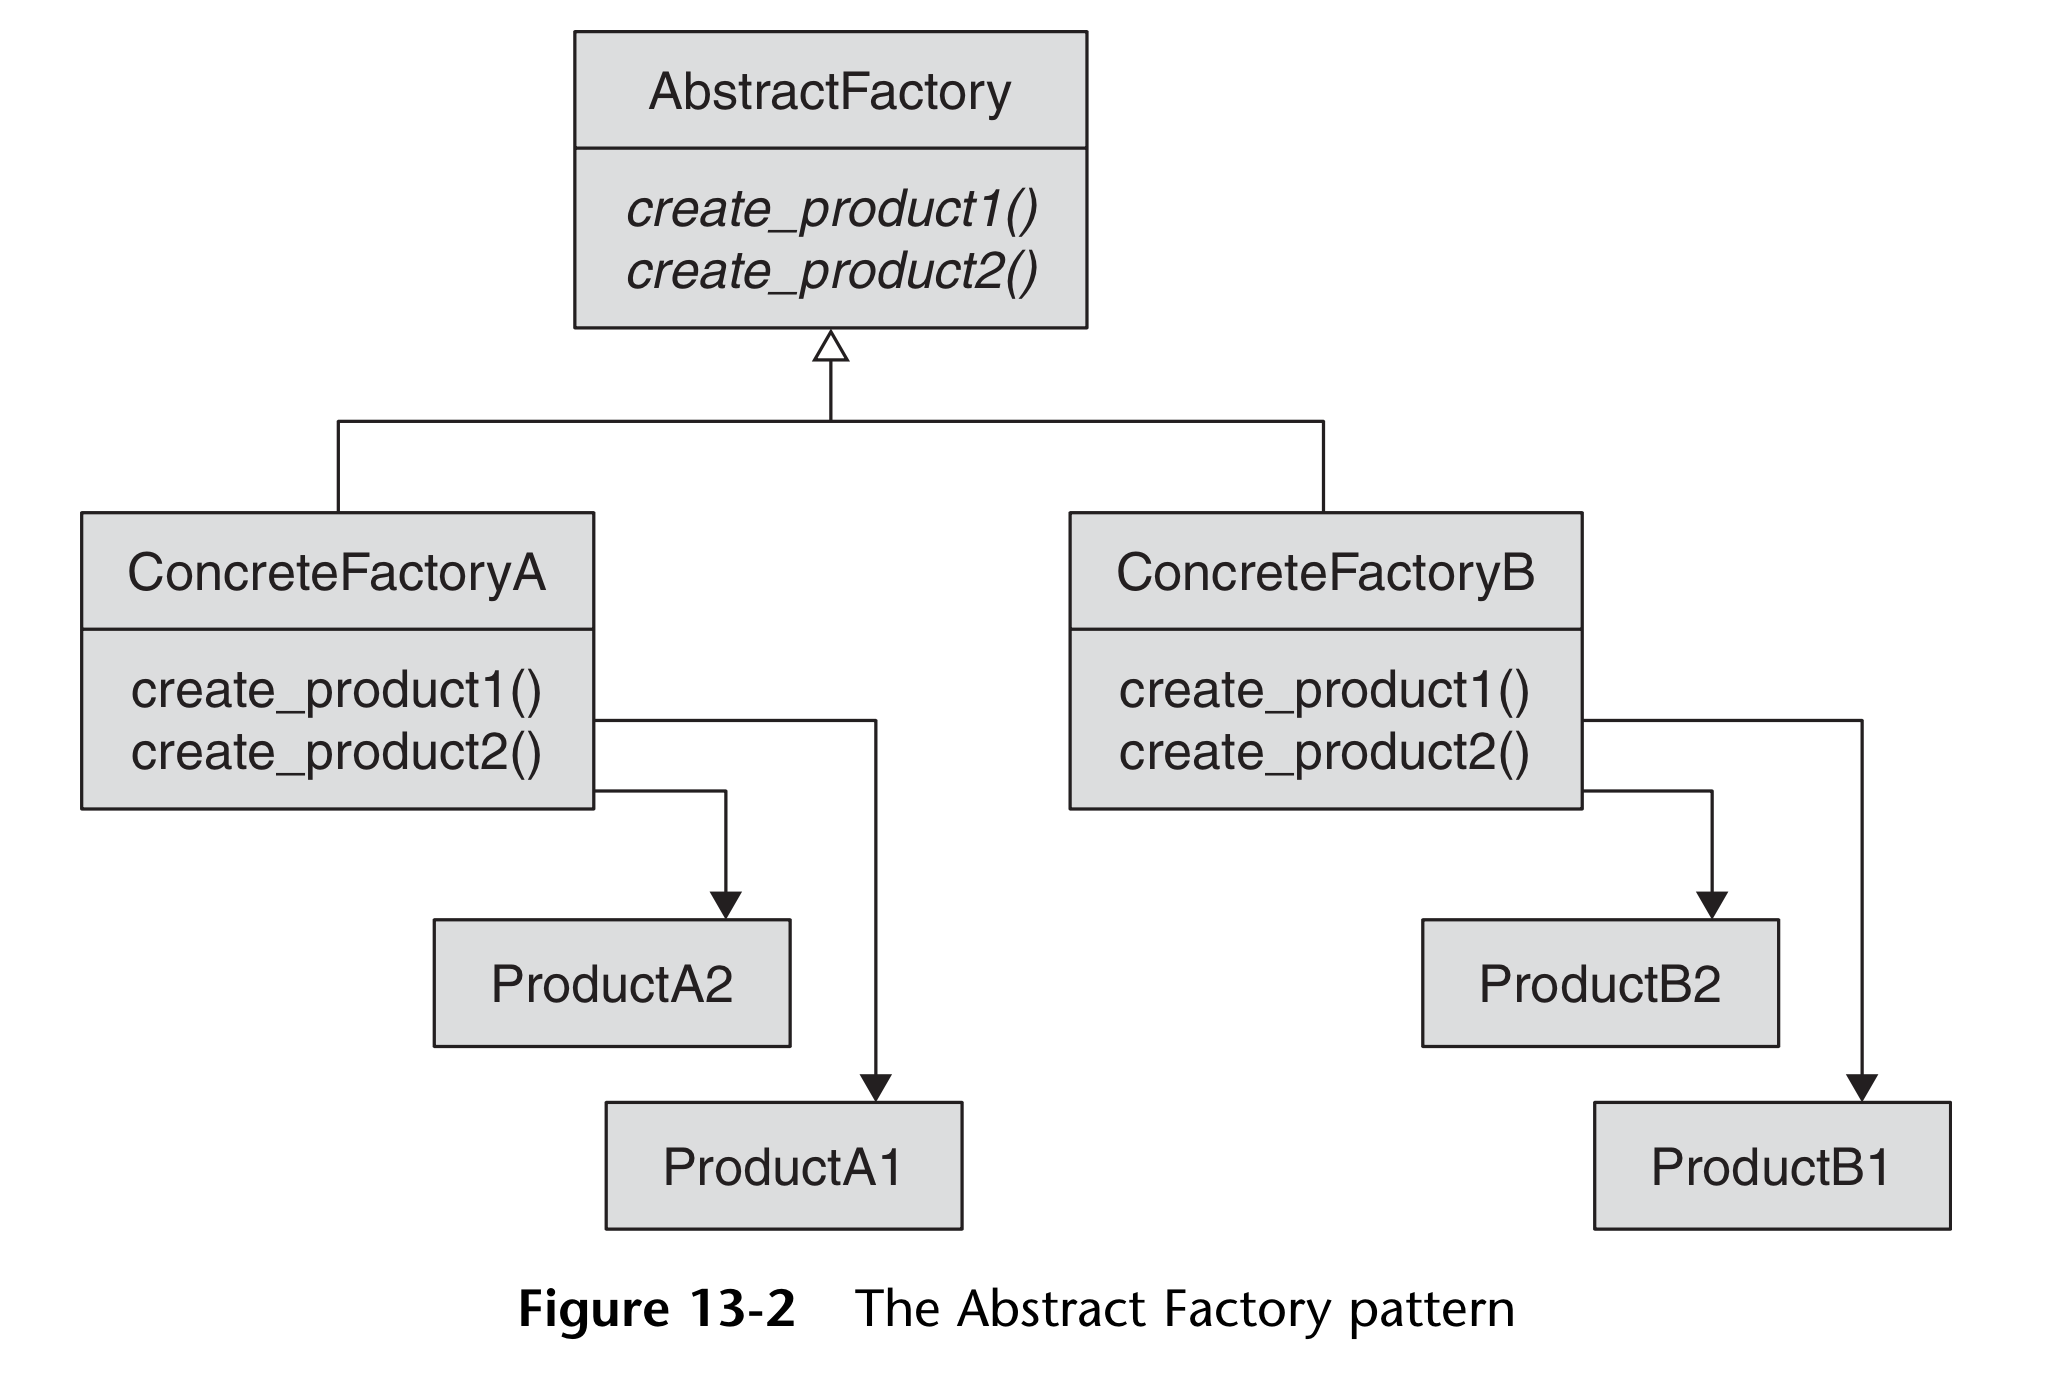 AbstractFactory
create_product1()
create_product2()
ConcreteFactoryA
create_product1()
create_product2()
ConcreteFactoryB
create_product1()
create_product2()
ProductA2
ProductA1
ProductB2
ProductB1
Figure 13-2 The Abstract Factory pattern